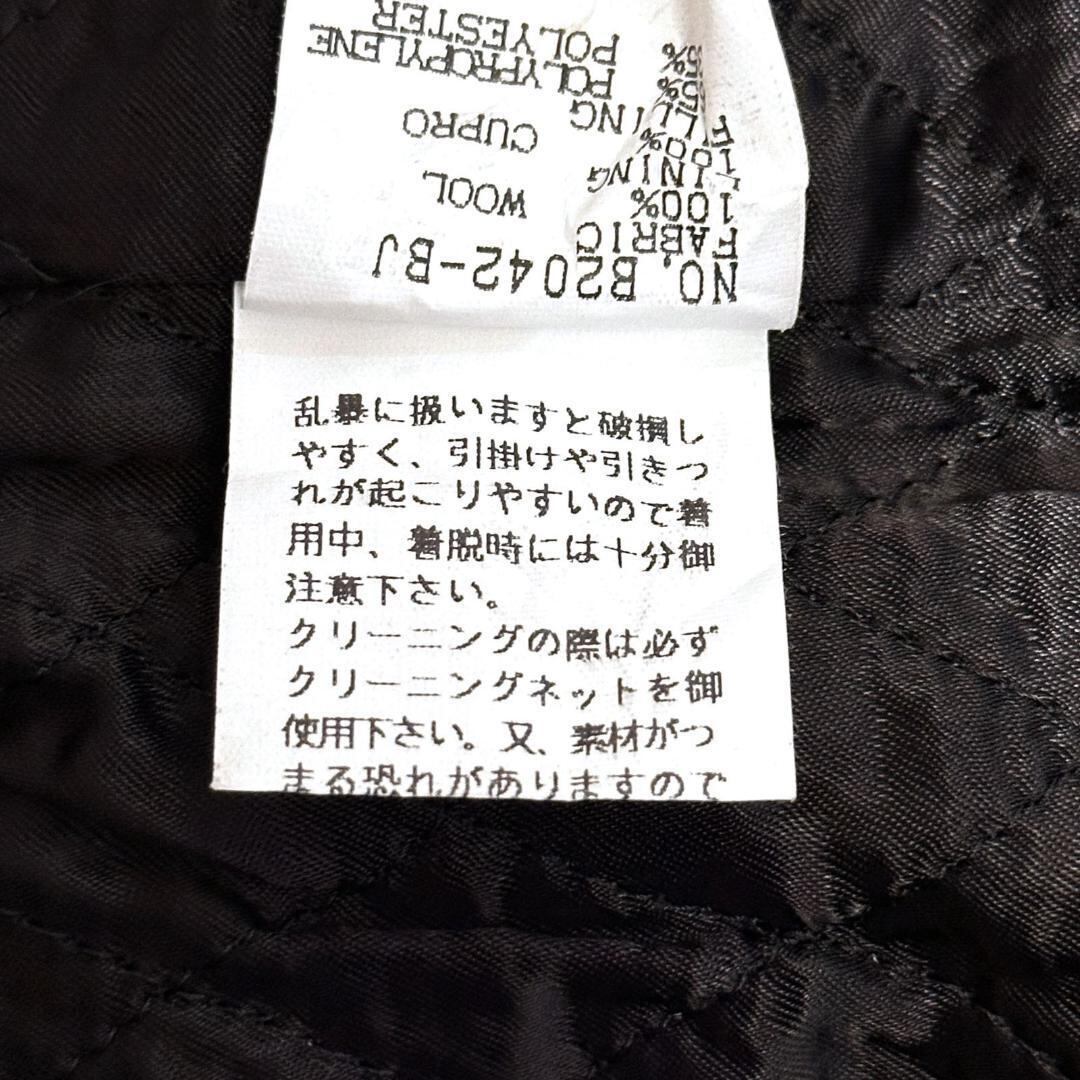 NO. B2042-BJ
FABRIC
100% WOOL
LINING
100% CUPRO
FILLING
POLYPROPYLENE
POLYESTER
乱暴に扱いますと破損し
やすく、引掛けや引きつ
れが起こりやすいので着
用中、着脱時には十分御
注意下さい。
クリーニングの際は必ず
クリーニングネットを御
使用下さい。又、素材がつ
まる恐れがありますので